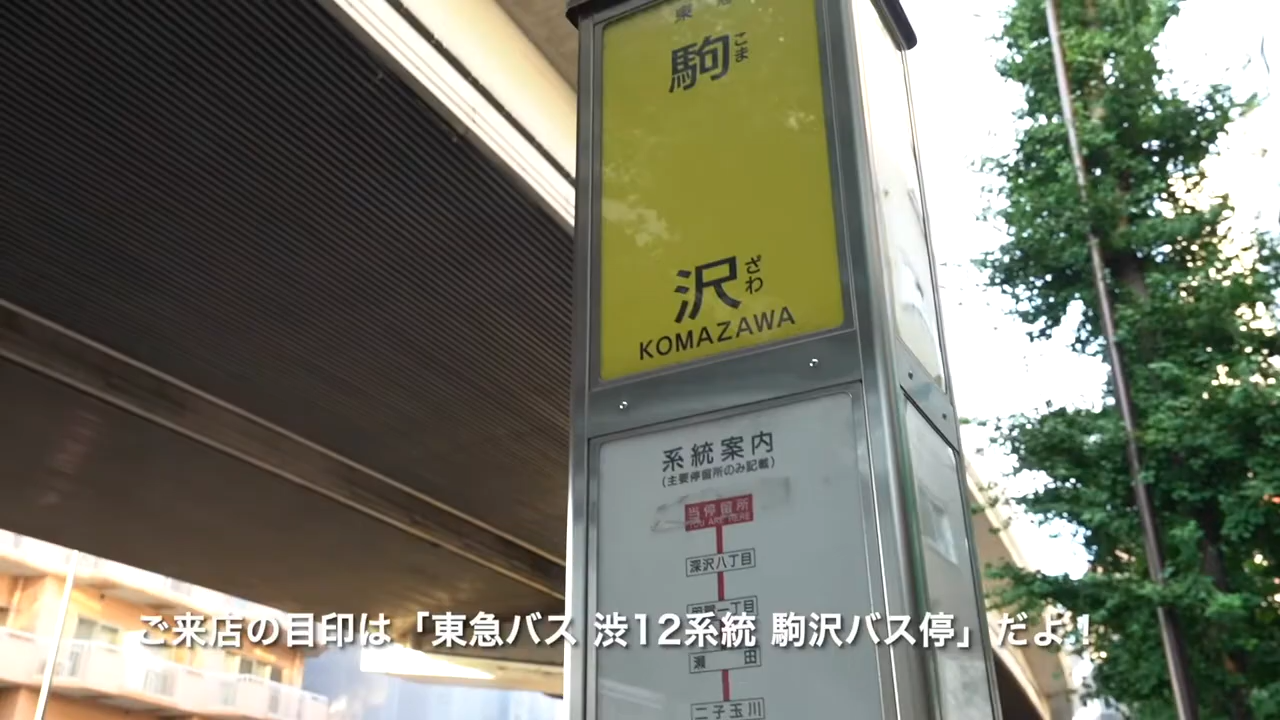 東急
駒
こま
沢
ざわ
KOMAZAWA
系統案内
(主要停留所のみ記載)
当停留所
YOU ARE HERE
深沢八丁目
瀬田
二子玉川
ご来店の目印は「東急バス 渋12系統 駒沢バス停」だよ！